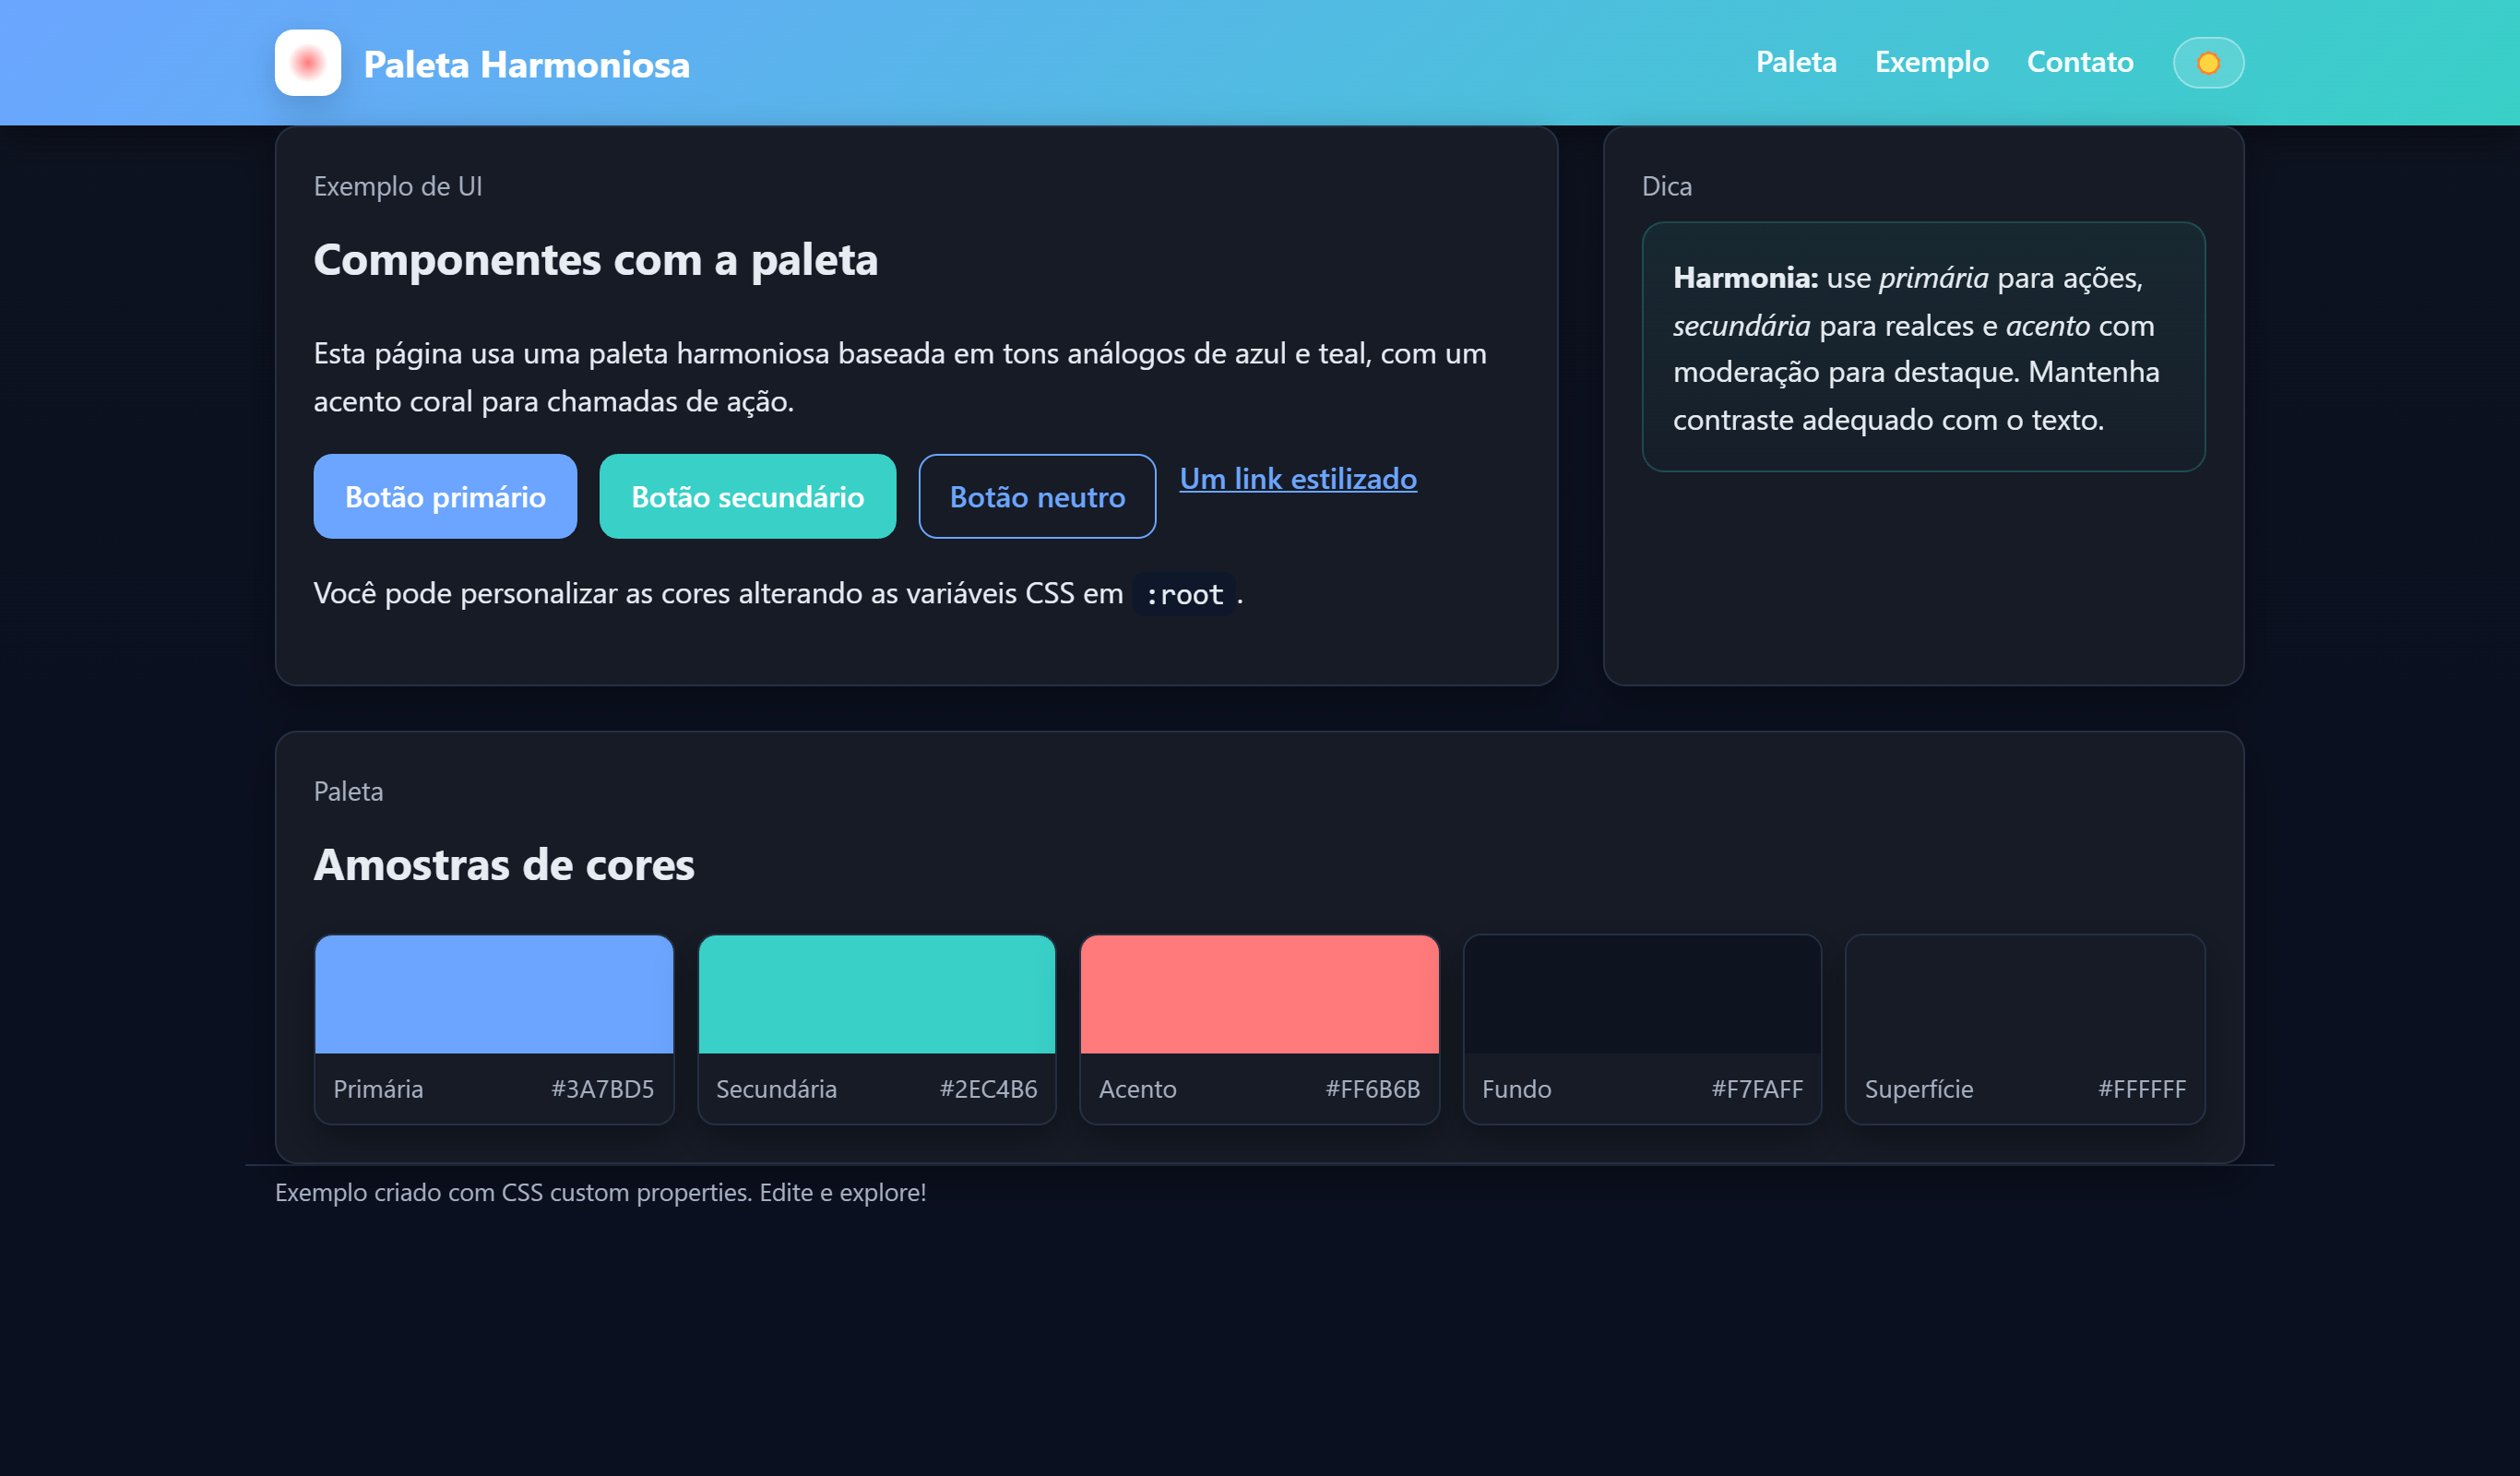 Paleta Harmoniosa
Paleta Exemplo Contato
Exemplo de UI
Componentes com a paleta
Esta página usa uma paleta harmoniosa baseada em tons análogos de azul e teal, com um
acento coral para chamadas de ação.
Botão primário Botão secundário Botão neutro Um link estilizado
Você pode personalizar as cores alterando as variáveis CSS em :root.
Dica
Harmonia: use primária para ações,
secundária para realces e acento com
moderação para destaque. Mantenha
contraste adequado com o texto.
Paleta
Amostras de cores
Primária #3A7BD5
Secundária #2EC4B6
Acento #FF6B6B
Fundo #F7FAFF
Superfície #FFFFFF
Exemplo criado com CSS custom properties. Edite e explore!